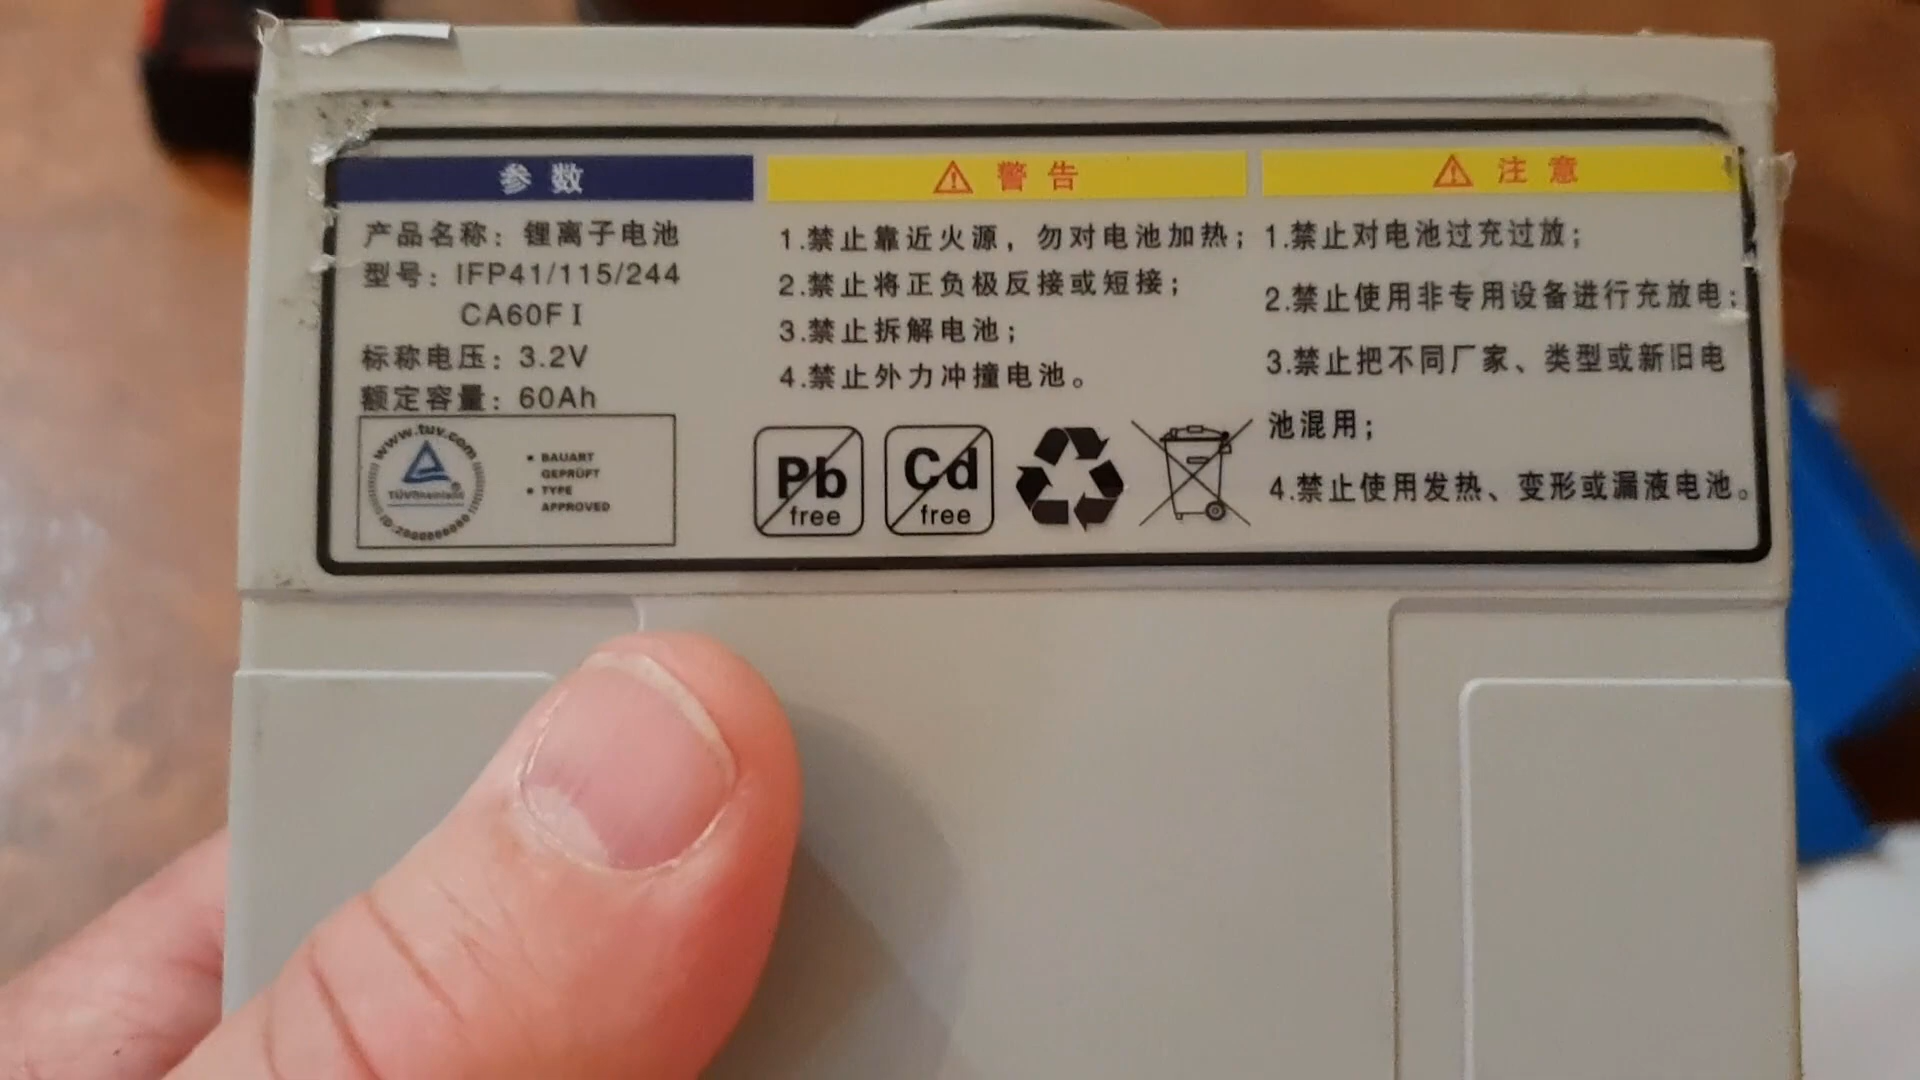 参数
产品名称：锂离子电池
型号：IFP41/115/244
CA60F I
标称电压：3.2V
额定容量：60Ah
www.tuv.com
TÜVRheinland®
BAUART
GEPRÜFT
TYPE
APPROVED
警告
1.禁止靠近火源，勿对电池加热；
2.禁止将正负极反接或短接；
3.禁止拆解电池；
4.禁止外力冲撞电池。
Pb
free
Cd
free
注意
1.禁止对电池过充过放；
2.禁止使用非专用设备进行充放电；
3.禁止把不同厂家、类型或新旧电
池混用；
4.禁止使用发热、变形或漏液电池。